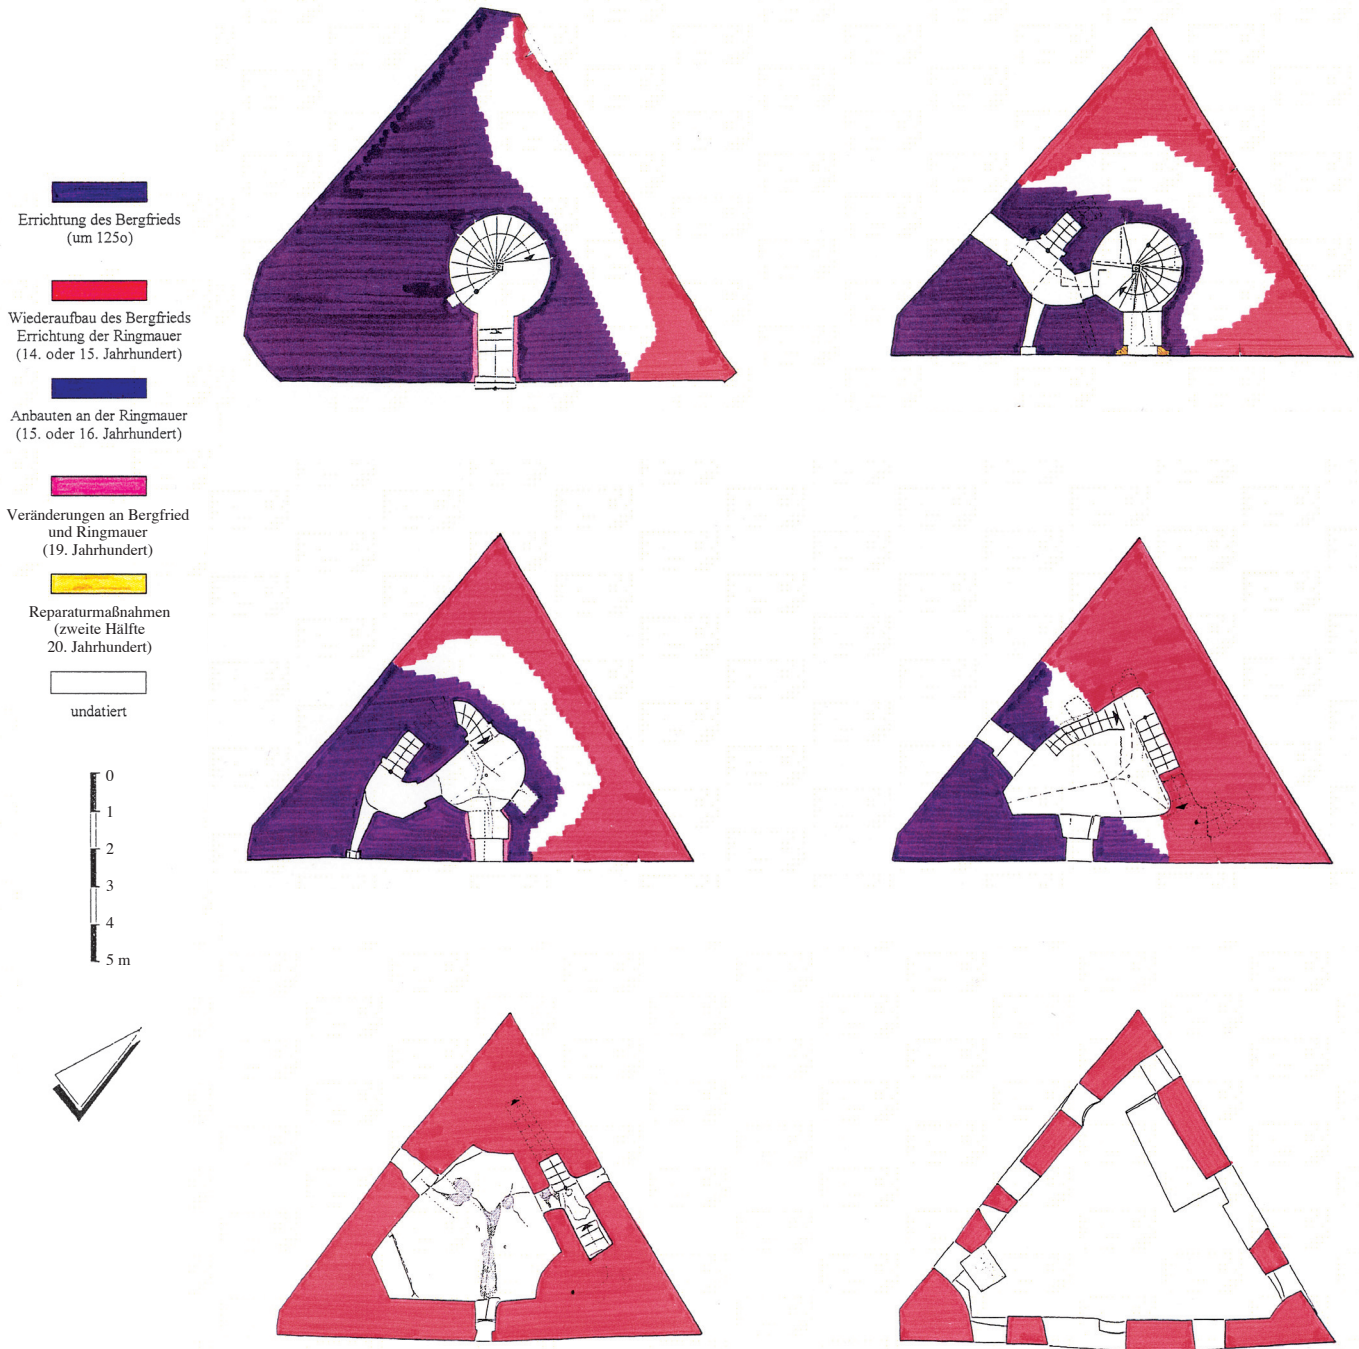 Errichtung des Bergfrieds
(um 125o)
Wiederaufbau des Bergfrieds
Errichtung der Ringmauer
(14. oder 15. Jahrhundert)
Anbauten an der Ringmauer
(15. oder 16. Jahrhundert)
Veränderungen an Bergfried
und Ringmauer
(19. Jahrhundert)
Reparaturmaßnahmen
(zweite Hälfte
20. Jahrhundert)
undatiert
0
1
2
3
4
5 m